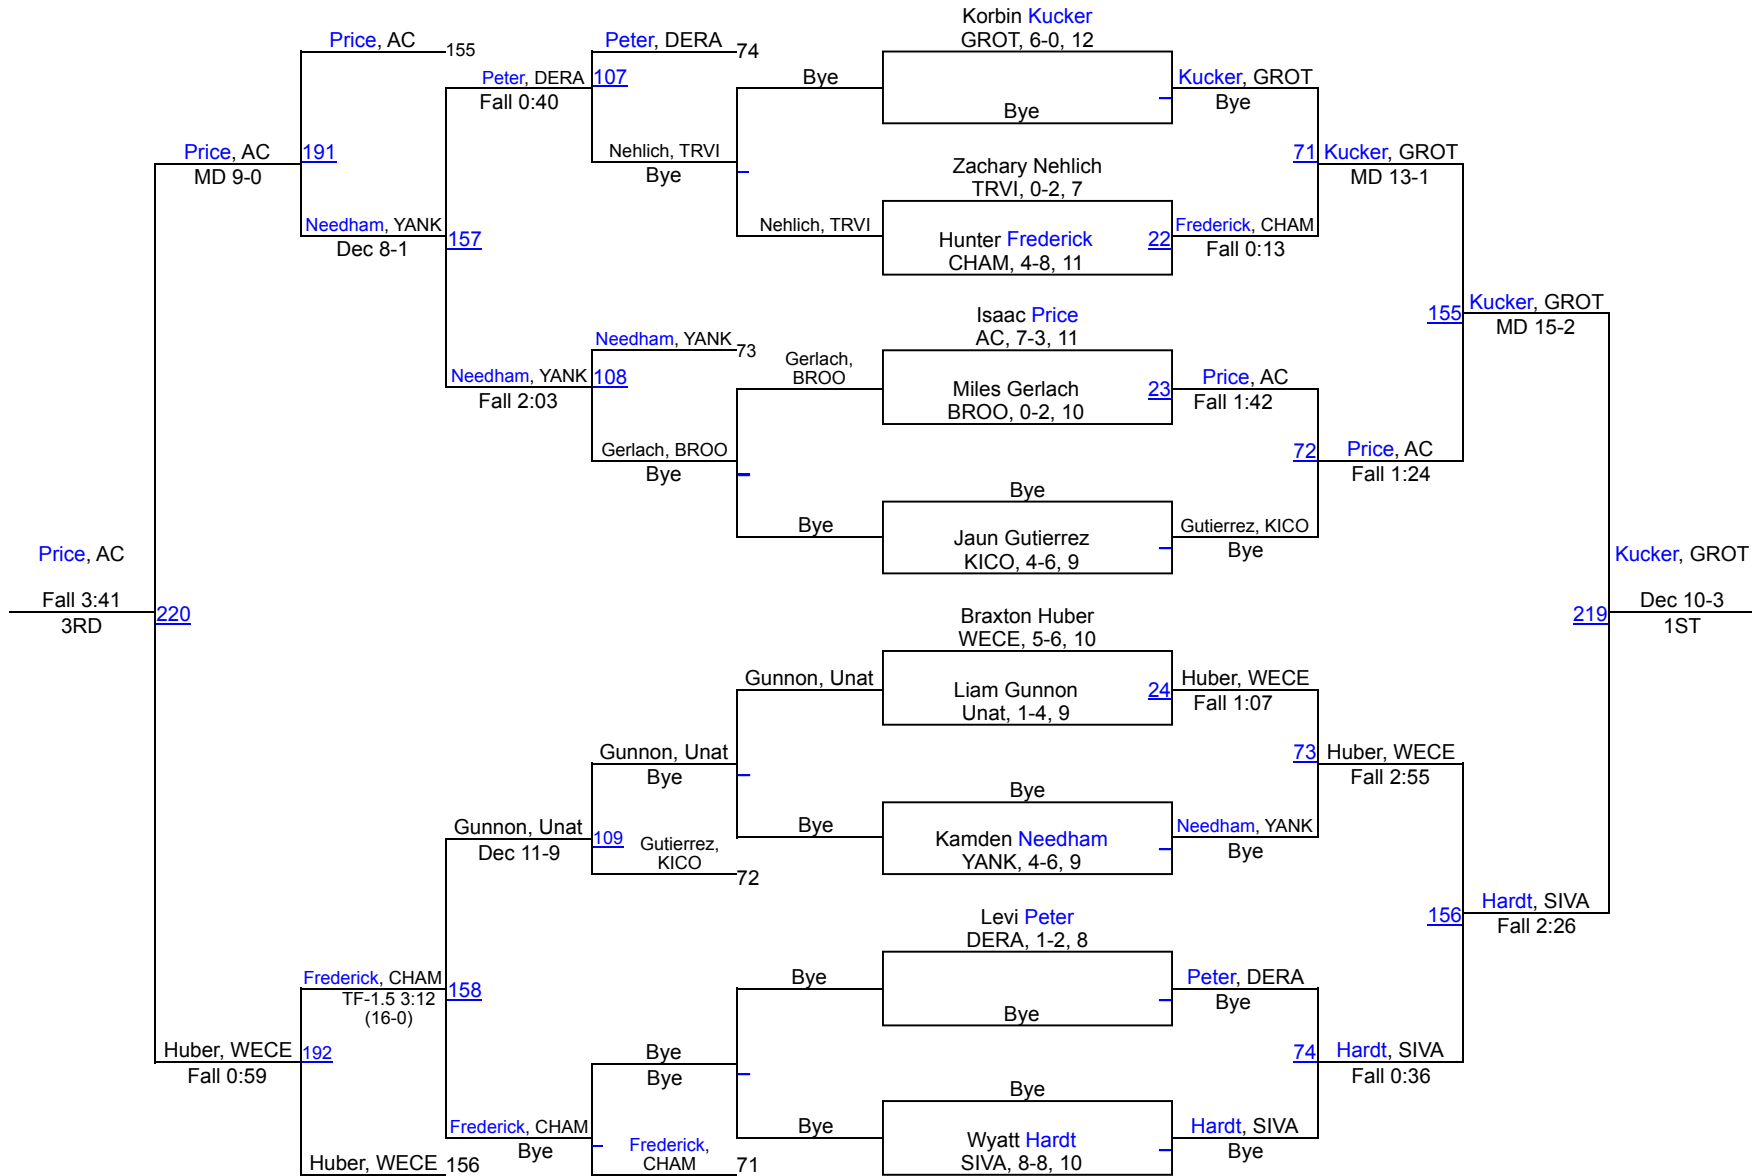 Korbin Kucker
GROT, 6-0, 12
Price, AC
155
Peter, DERA
74
Peter, DERA
107
Fall 0:40
Bye
Bye
Kucker, GROT
Bye
Price, AC
191
MD 9-0
Nehlich, TRVI
Bye
Zachary Nehlich
TRVI, 0-2, 7
71
Kucker, GROT
MD 13-1
Needham, YANK
157
Dec 8-1
Nehlich, TRVI
Hunter Frederick
22
CHAM, 4-8, 11
Frederick, CHAM
Fall 0:13
Isaac Price
AC, 7-3, 11
155
Kucker, GROT
MD 15-2
Needham, YANK
73
Gerlach,
BROO
Needham, YANK
108
Fall 2:03
Miles Gerlach
23
BROO, 0-2, 10
Price, AC
Fall 1:42
Gerlach, BROO
Bye
72
Price, AC
Fall 1:24
Bye
Bye
Jaun Gutierrez
KICO, 4-6, 9
Gutierrez, KICO
Bye
Price, AC
Fall 3:41
3RD
220
Kucker, GROT
219
Dec 10-3
1ST
Braxton Huber
WECE, 5-6, 10
Gunnon, Unat
Liam Gunnon
24
Unat, 1-4, 9
Huber, WECE
Fall 1:07
Gunnon, Unat
Bye
73
Huber, WECE
Fall 2:55
Bye
Bye
Kamden Needham
YANK, 4-6, 9
Needham, YANK
Bye
Gunnon, Unat
109
Dec 11-9
Gutierrez,
KICO
72
Levi Peter
DERA, 1-2, 8
156
Hardt, SIVA
Fall 2:26
Frederick, CHAM
158
TF-1.5 3:12
(16-0)
Bye
Bye
Peter, DERA
Bye
Huber, WECE
192
Fall 0:59
Bye
Bye
74
Hardt, SIVA
Fall 0:36
Bye
Frederick, CHAM
Bye
Bye
Wyatt Hardt
SIVA, 8-8, 10
Hardt, SIVA
Bye
Huber, WECE
156
Frederick,
CHAM
71